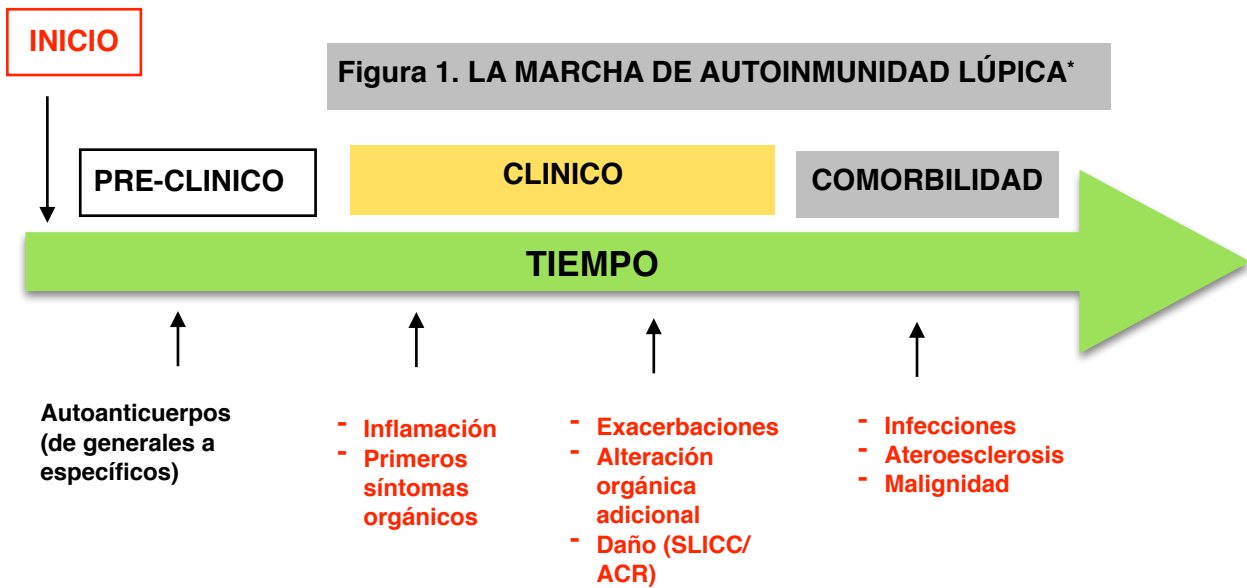 INICIO
Figura 1. LA MARCHA DE AUTOINMUNIDAD LÚPICA*
PRE-CLINICO
CLINICO
COMORBILIDAD
TIEMPO
Autoanticuerpos
(de generales a
específicos)
- Inflamación
- Primeros
síntomas
orgánicos
- Exacerbaciones
- Alteración
orgánica
adicional
- Daño (SLICC/
ACR)
- Infecciones
- Ateroesclerosis
- Malignidad